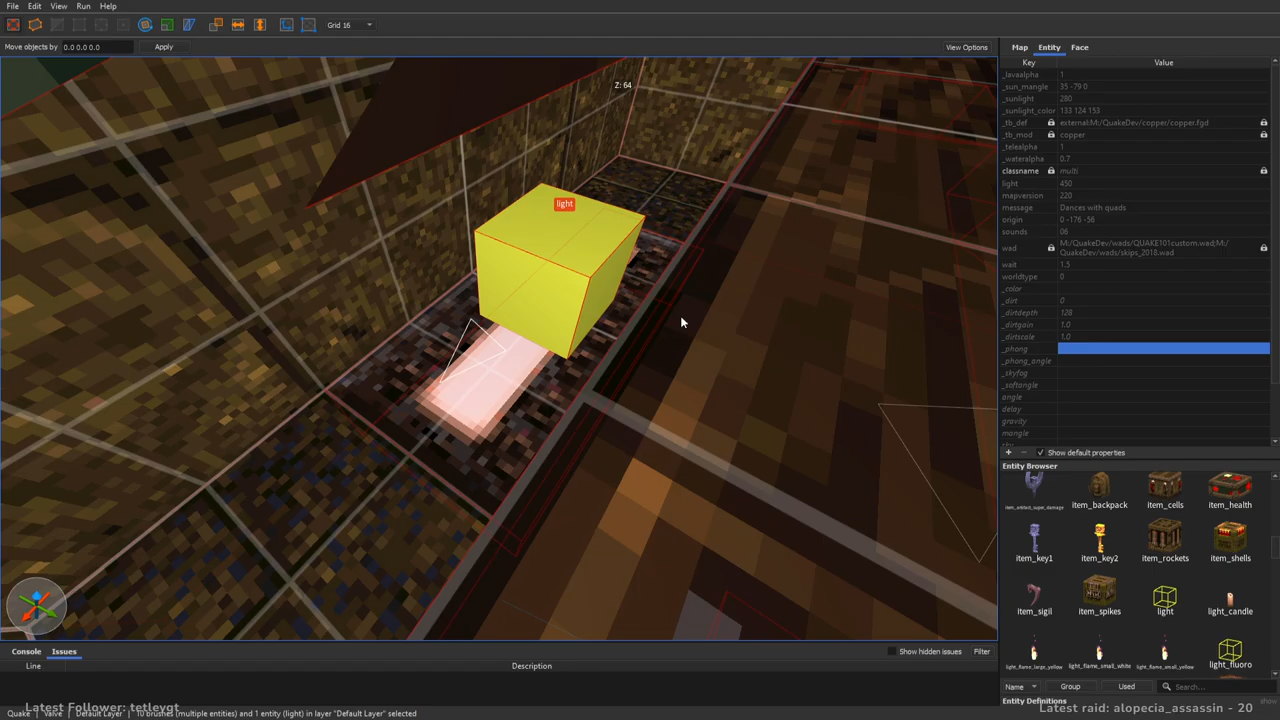 File Edit View Run Help
Grid 16
Move objects by 0.0 0.0 0.0 Apply View Options
Z: 64
light
Map Entity Face
Key Value
_lavaalpha 1
_sun_mangle 35 -79 0
_sunlight 280
_sunlight_color 133 124 153
_tb_def external:M:/QuakeDev/copper/copper.fgd
_tb_mod copper
_telealpha 1
_wateralpha 0.7
classname multi
light 450
mapversion 220
message Dances with quads
origin 0 -176 -56
sounds 06
wad M:/QuakeDev/wads/QUAKE101custom.wad;M:/
QuakeDev/wads/skips_2018.wad
wait 1.5
worldtype 0
_color
_dirt 0
_dirtdepth 128
_dirtgain 1.0
_dirtscale 1.0
_phong
_phong_angle
_skyfog
_softangle
angle
delay
gravity
mangle
+ − Show default properties
Entity Browser
item_artifact_super_damage item_backpack item_cells item_health
item_key1 item_key2 item_rockets item_shells
item_sigil item_spikes light light_candle
light_flame_large_yellow light_flame_small_white light_flame_small_yellow light_fluoro
Name Group Used Search...
Entity Definitions show
Console Issues Show hidden issues Filter
Line Description
Latest Follower: tetleygt
Quake Valve Default Layer 10 brushes (multiple entities) and 1 entity (light) in layer "Default Layer" selected
Latest raid: alopecia_assassin - 20